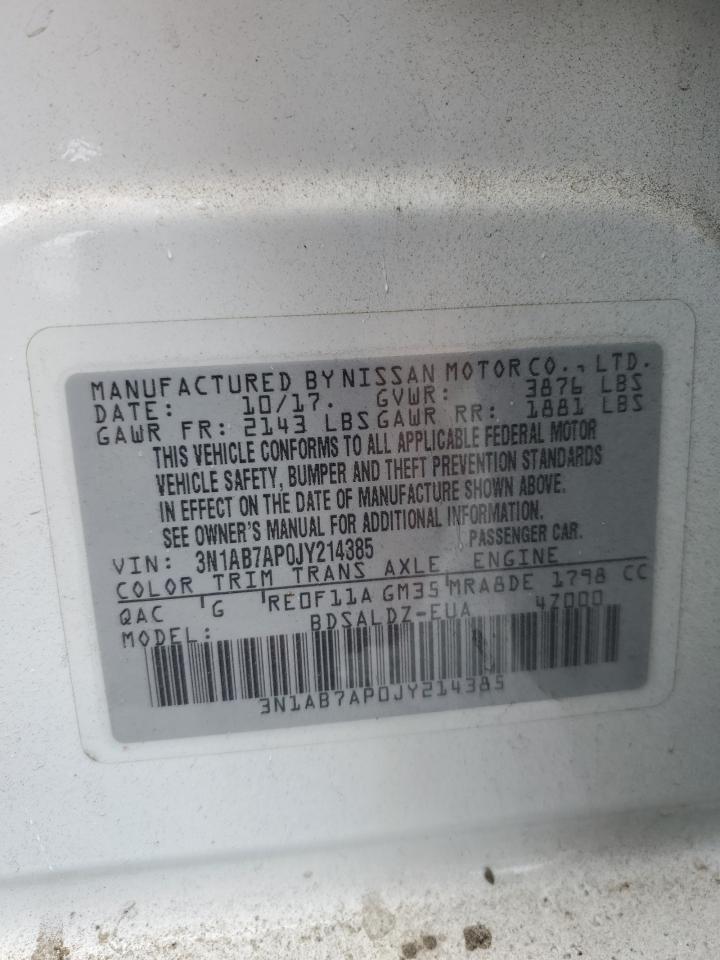 MANUFACTURED BY NISSAN MOTOR CO., LTD.
DATE: 10/17. GVWR: 3876 LBS
GAWR FR: 2143 LBS GAWR RR: 1881 LBS
THIS VEHICLE CONFORMS TO ALL APPLICABLE FEDERAL MOTOR
VEHICLE SAFETY, BUMPER AND THEFT PREVENTION STANDARDS
IN EFFECT ON THE DATE OF MANUFACTURE SHOWN ABOVE.
SEE OWNER'S MANUAL FOR ADDITIONAL INFORMATION.
VIN: 3N1AB7AP0JY214385 PASSENGER CAR.
COLOR TRIM TRANS AXLE ENGINE
QAC G RE0F11A GM35 MRA8DE 1798 CC
MODEL: BDSALDZ-EUA 47000
3N1AB7AP0JY214385